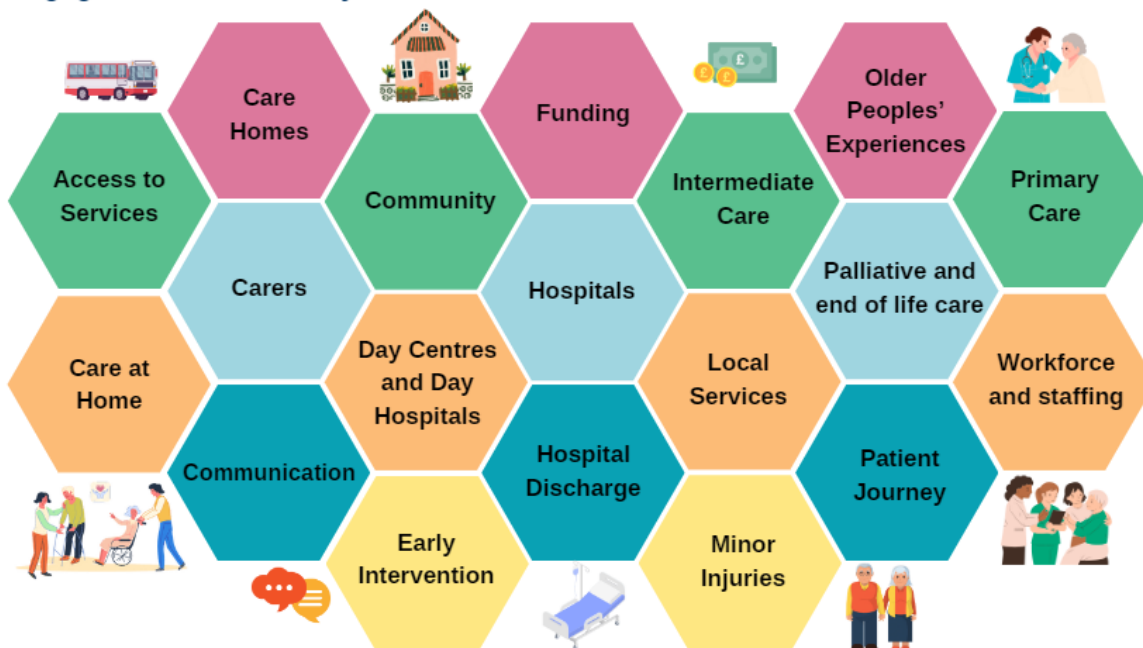 Care
Homes
Funding
Older
Peoples'
Experiences
Access to
Services
Community
Intermediate
Care
Primary
Care
Carers
Hospitals
Palliative and
end of life care
Care at
Home
Day Centres
and Day
Hospitals
Local
Services
Workforce
and staffing
Communication
Hospital
Discharge
Patient
Journey
Early
Intervention
Minor
Injuries
£
£
£